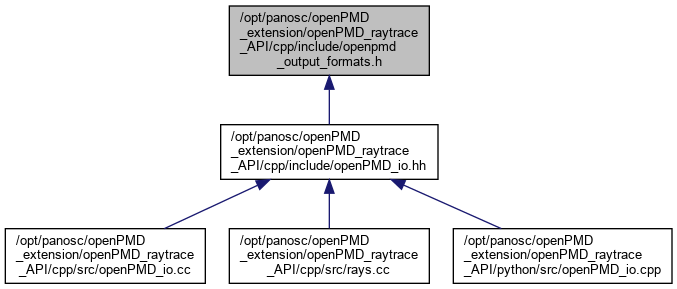 /opt/panosc/openPMD
_extension/openPMD_raytrace
_API/cpp/include/openpmd
_output_formats.h
/opt/panosc/openPMD
_extension/openPMD_raytrace
_API/cpp/include/openPMD_io.hh
/opt/panosc/openPMD
_extension/openPMD_raytrace
_API/cpp/src/openPMD_io.cc
/opt/panosc/openPMD
_extension/openPMD_raytrace
_API/cpp/src/rays.cc
/opt/panosc/openPMD
_extension/openPMD_raytrace
_API/python/src/openPMD_io.cpp